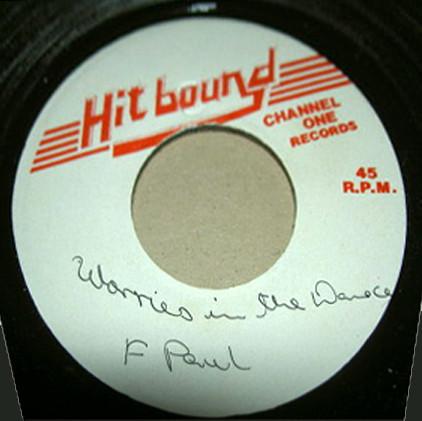 Hit bound
CHANNEL
ONE
RECORDS
45
R.P.M.
Worries in the Dance
F Paul